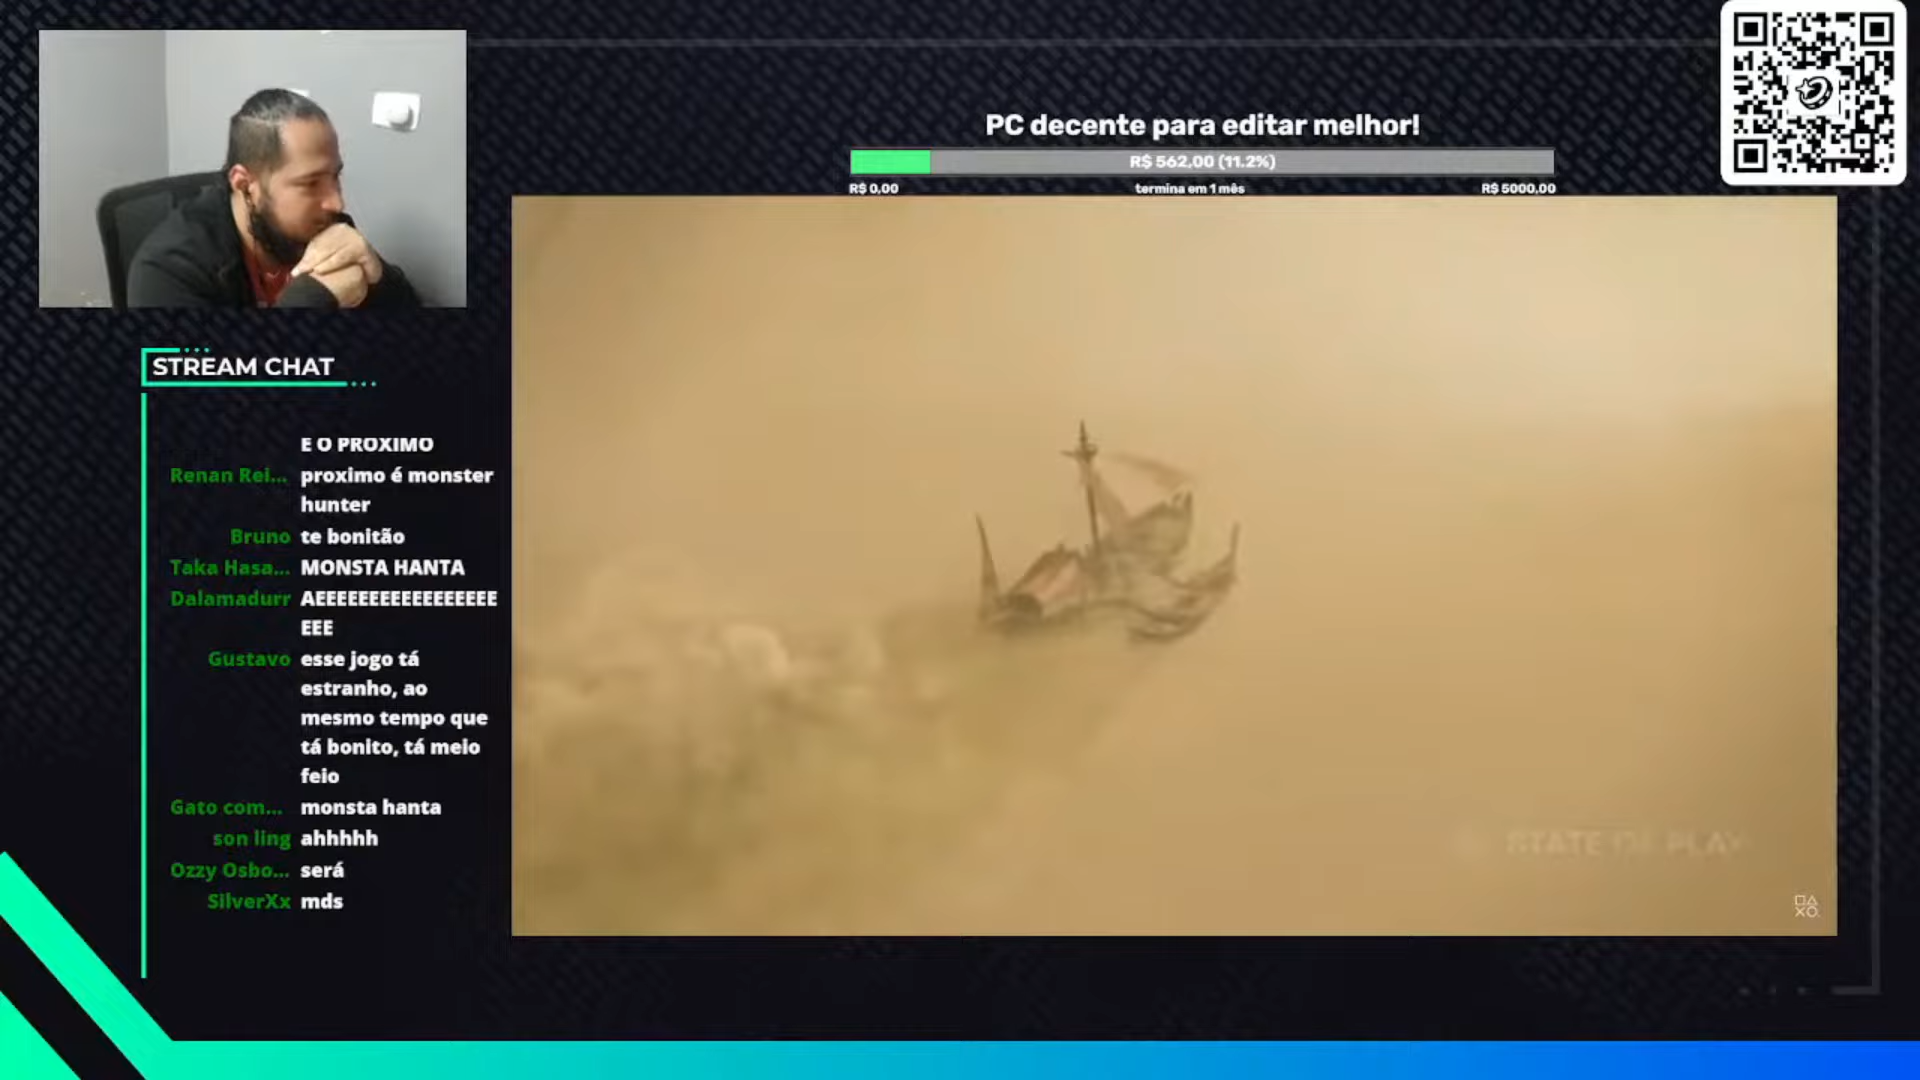 PC decente para editar melhor!
R$ 562,00 (11.2%)
R$ 0,00 termina em 1 mês R$ 5000,00
STREAM CHAT
E O PROXIMO
Renan Rei... proximo é monster
hunter
Bruno te bonitão
Taka Hasa... MONSTA HANTA
Dalamadurr AEEEEEEEEEEEEEEEEE
EEE
Gustavo esse jogo tá
estranho, ao
mesmo tempo que
tá bonito, tá meio
feio
Gato com... monsta hanta
son ling ahhhhh
Ozzy Osbo... será
SilverXx mds
STATE OF PLAY